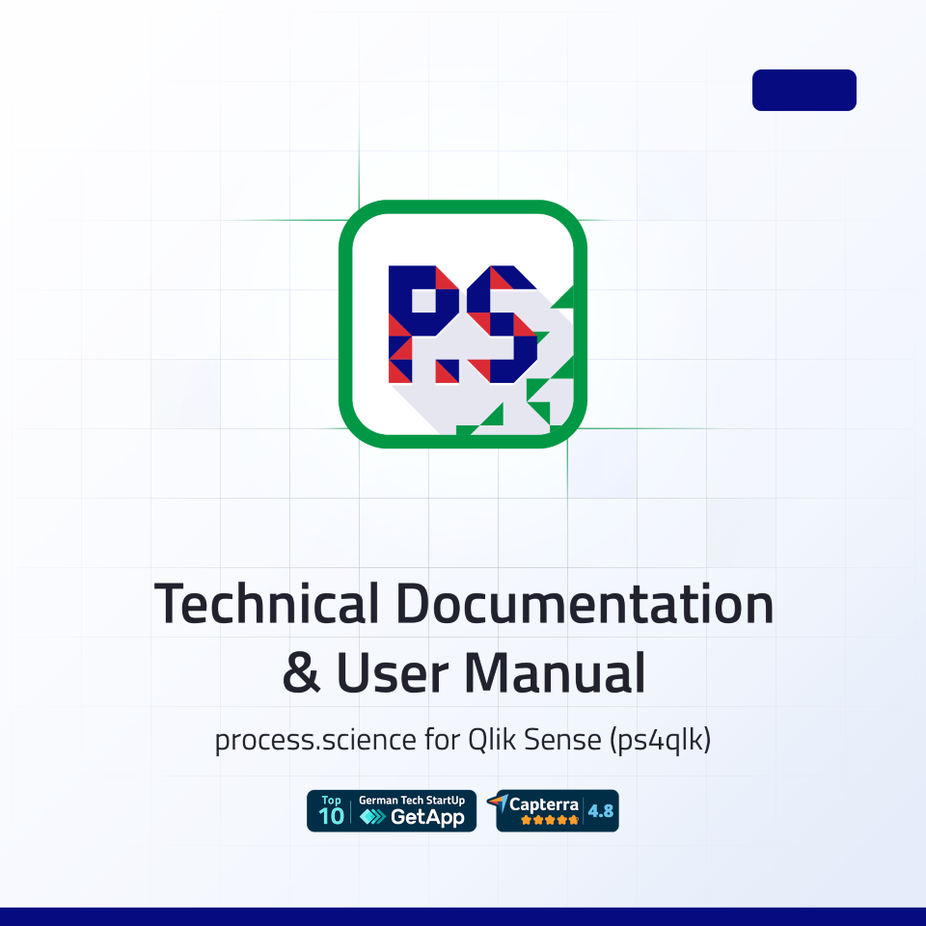 P.S
Technical Documentation
& User Manual
process.science for Qlik Sense (ps4qlk)
Top
10
German Tech StartUp
GetApp
Capterra
4.8